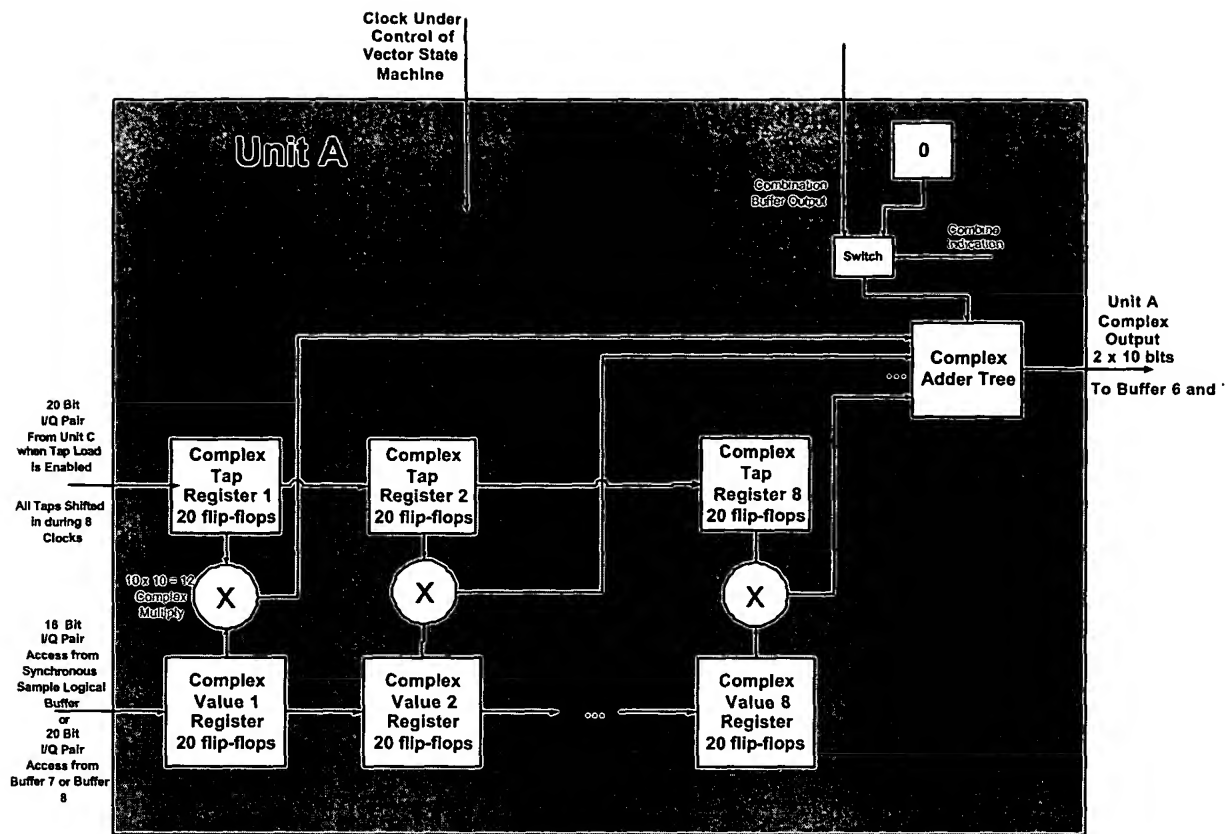 Clock Under
Control of
Vector State
Machine
Unit A
0
Combination
Buffer Output
Combine
Indication
Switch
Unit A
Complex
Output
2 x 10 bits
To Buffer 6 and
Complex
Adder Tree
ooo
20 Bit
I/Q Pair
From Unit C
when Tap Load
is Enabled
All Taps Shifted
in during 8
Clocks
Complex
Tap
Register 1
20 flip-flops
Complex
Tap
Register 2
20 flip-flops
Complex
Tap
Register 8
20 flip-flops
10 x 10 = 12
Complex
Multiply
X
X
X
16 Bit
I/Q Pair
Access from
Synchronous
Sample Logical
Buffer
or
20 Bit
I/Q Pair
Access from
Buffer 7 or Buffer
8
Complex
Value 1
Register
20 flip-flops
Complex
Value 2
Register
20 flip-flops
ooo
Complex
Value 8
Register
20 flip-flops